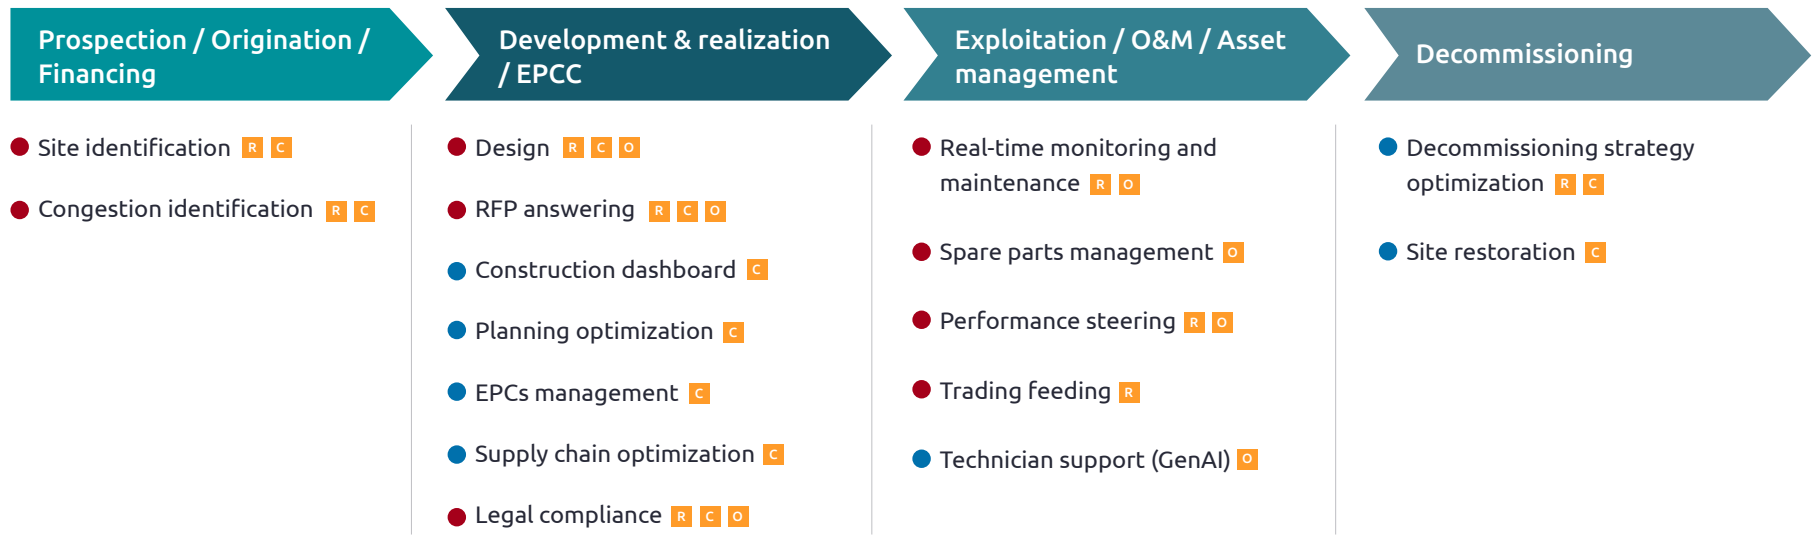 Prospection / Origination /
Financing
Site identification R C
Congestion identification R C
Development & realization
/ EPCC
Design R C O
RFP answering R C O
Construction dashboard C
Planning optimization C
EPCs management C
Supply chain optimization C
Legal compliance R C O
Exploitation / O&M / Asset
management
Real-time monitoring and
maintenance R O
Spare parts management O
Performance steering R O
Trading feeding R
Technician support (GenAI) O
Decommissioning
Decommissioning strategy
optimization R C
Site restoration C